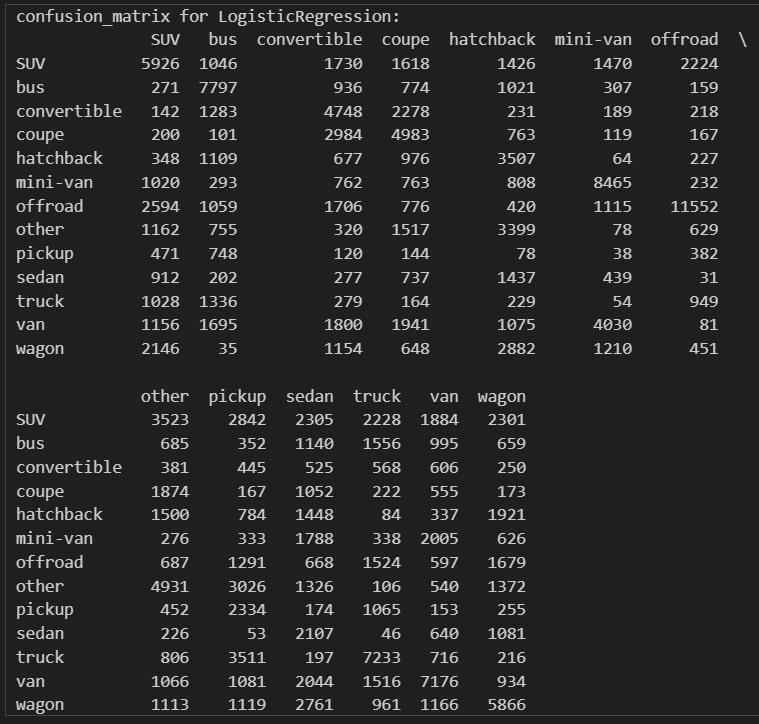 confusion_matrix for LogisticRegression:
SUV bus convertible coupe hatchback mini-van offroad \
SUV 5926 1046 1730 1618 1426 1470 2224
bus 271 7797 936 774 1021 307 159
convertible 142 1283 4748 2278 231 189 218
coupe 200 101 2984 4983 763 119 167
hatchback 348 1109 677 976 3507 64 227
mini-van 1020 293 762 763 808 8465 232
offroad 2594 1059 1706 776 420 1115 11552
other 1162 755 320 1517 3399 78 629
pickup 471 748 120 144 78 38 382
sedan 912 202 277 737 1437 439 31
truck 1028 1336 279 164 229 54 949
van 1156 1695 1800 1941 1075 4030 81
wagon 2146 35 1154 648 2882 1210 451
other pickup sedan truck van wagon
SUV 3523 2842 2305 2228 1884 2301
bus 685 352 1140 1556 995 659
convertible 381 445 525 568 606 250
coupe 1874 167 1052 222 555 173
hatchback 1500 784 1448 84 337 1921
mini-van 276 333 1788 338 2005 626
offroad 687 1291 668 1524 597 1679
other 4931 3026 1326 106 540 1372
pickup 452 2334 174 1065 153 255
sedan 226 53 2107 46 640 1081
truck 806 3511 197 7233 716 216
van 1066 1081 2044 1516 7176 934
wagon 1113 1119 2761 961 1166 5866